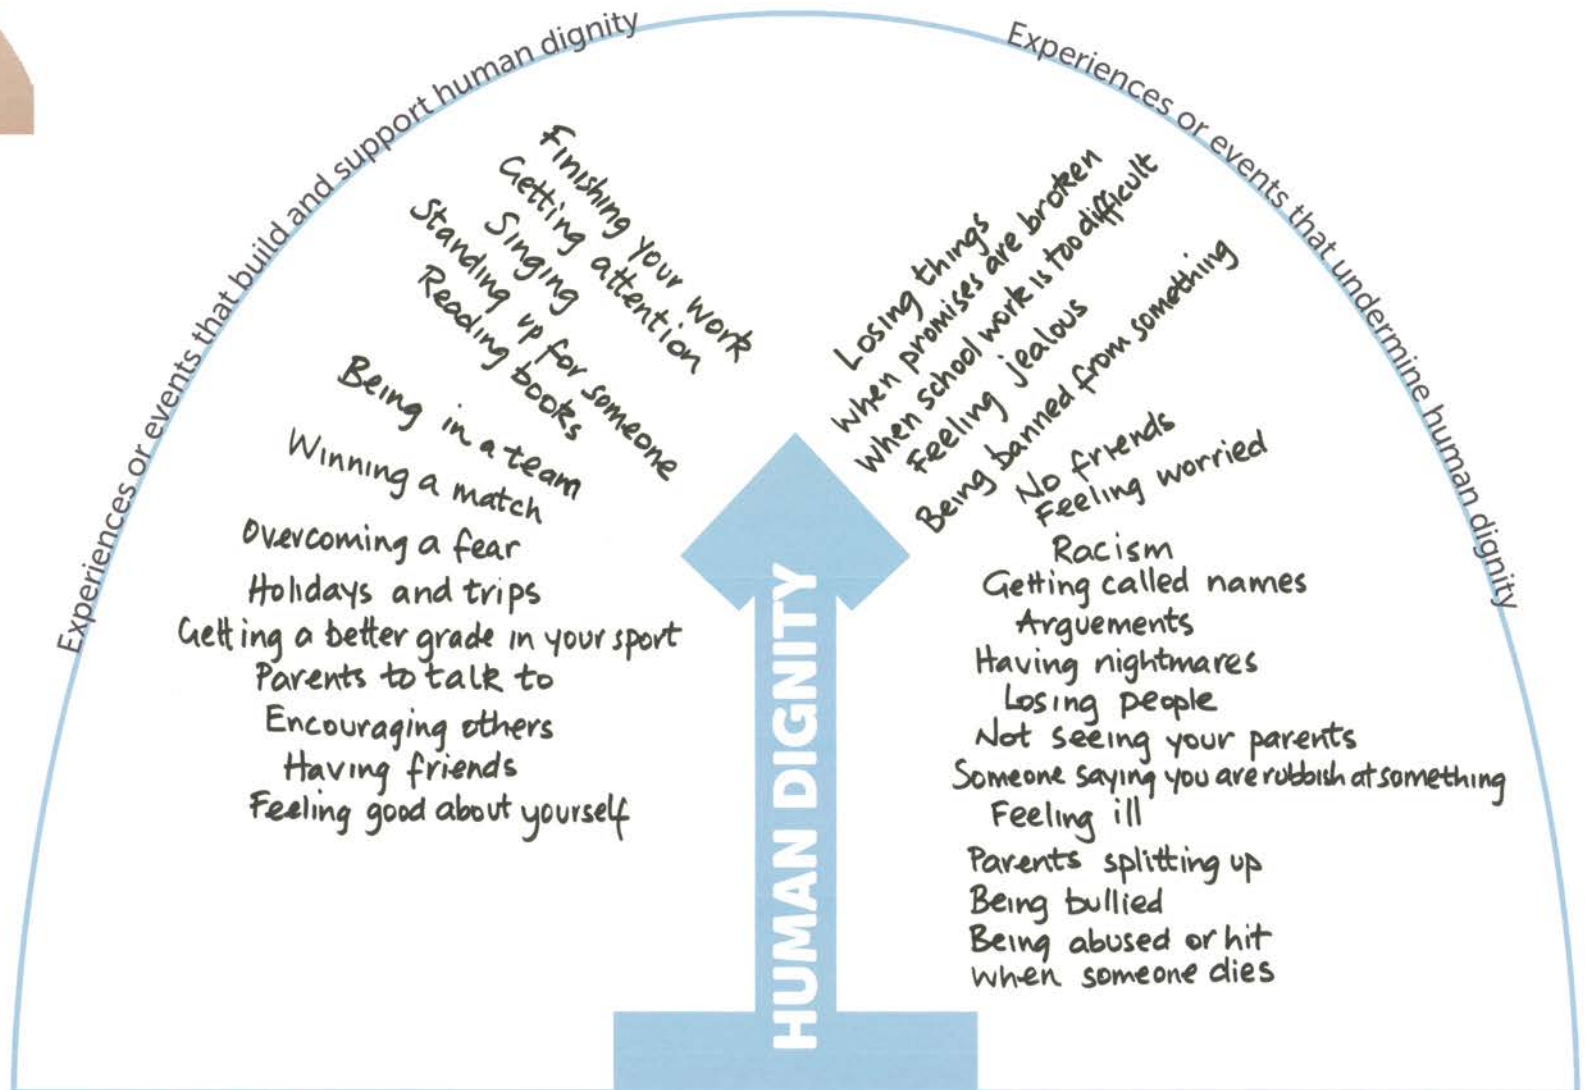 Experiences or events that build and support human dignity
Experiences or events that undermine human dignity
Finishing your work
Getting attention
Singing
Standing up for someone
Reading books
Being in a team
Winning a match
Overcoming a fear
Holidays and trips
Getting a better grade in your sport
Parents to talk to
Encouraging others
Having friends
Feeling good about yourself
HUMAN DIGNITY
Losing things
When promises are broken
When school work is too difficult
Feeling jealous
Being banned from something
No friends
Feeling worried
Racism
Getting called names
Arguements
Having nightmares
Losing people
Not seeing your parents
Someone saying you are rubbish at something
Feeling ill
Parents splitting up
Being bullied
Being abused or hit
When someone dies